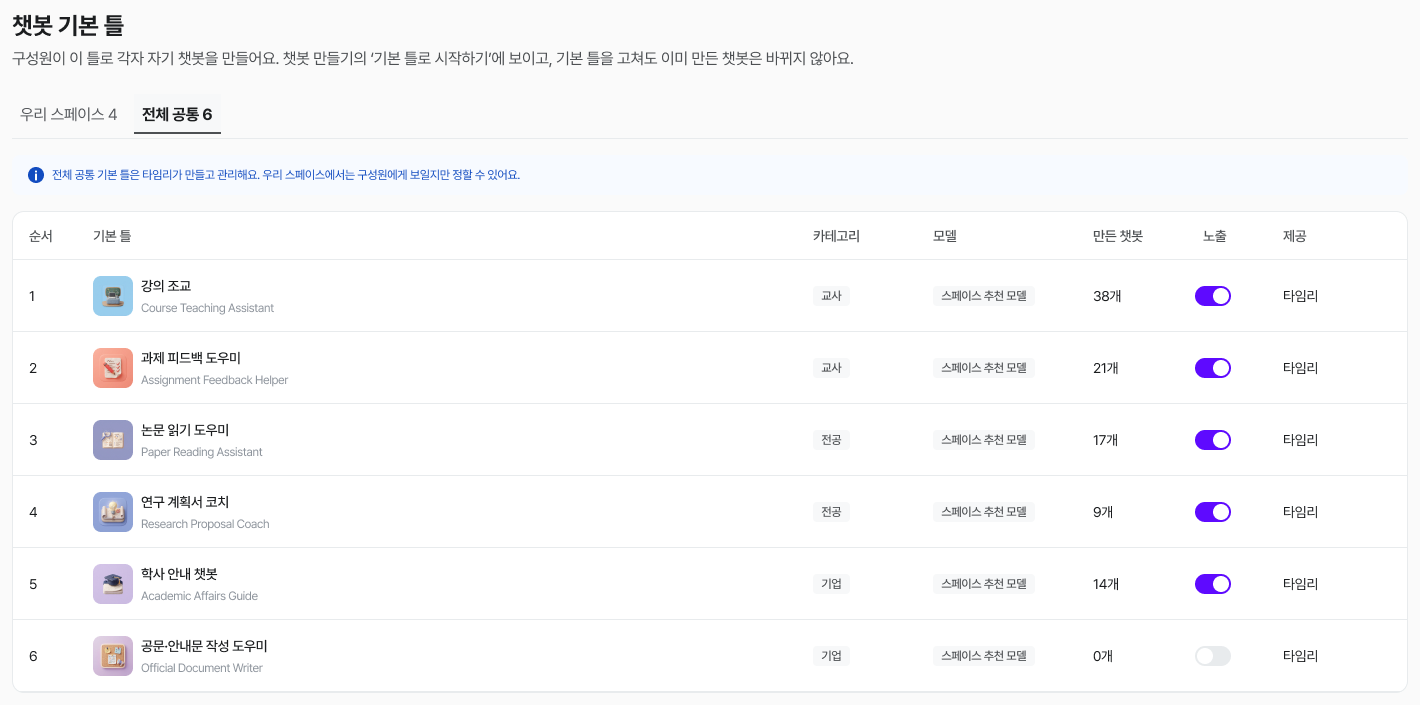 챗봇 기본 틀
구성원이 이 틀로 각자 자기 챗봇을 만들어요. 챗봇 만들기의 ‘기본 틀로 시작하기’에 보이고, 기본 틀을 고쳐도 이미 만든 챗봇은 바뀌지 않아요.
우리 스페이스 4 전체 공통 6
전체 공통 기본 틀은 타임리가 만들고 관리해요. 우리 스페이스에서는 구성원에게 보일지만 정할 수 있어요.
순서 기본 틀 카테고리 모델 만든 챗봇 노출 제공
1 강의 조교 교사 스페이스 추천 모델 38개 타임리
Course Teaching Assistant
2 과제 피드백 도우미 교사 스페이스 추천 모델 21개 타임리
Assignment Feedback Helper
3 논문 읽기 도우미 전공 스페이스 추천 모델 17개 타임리
Paper Reading Assistant
4 연구 계획서 코치 전공 스페이스 추천 모델 9개 타임리
Research Proposal Coach
5 학사 안내 챗봇 기업 스페이스 추천 모델 14개 타임리
Academic Affairs Guide
6 공문·안내문 작성 도우미 기업 스페이스 추천 모델 0개 타임리
Official Document Writer